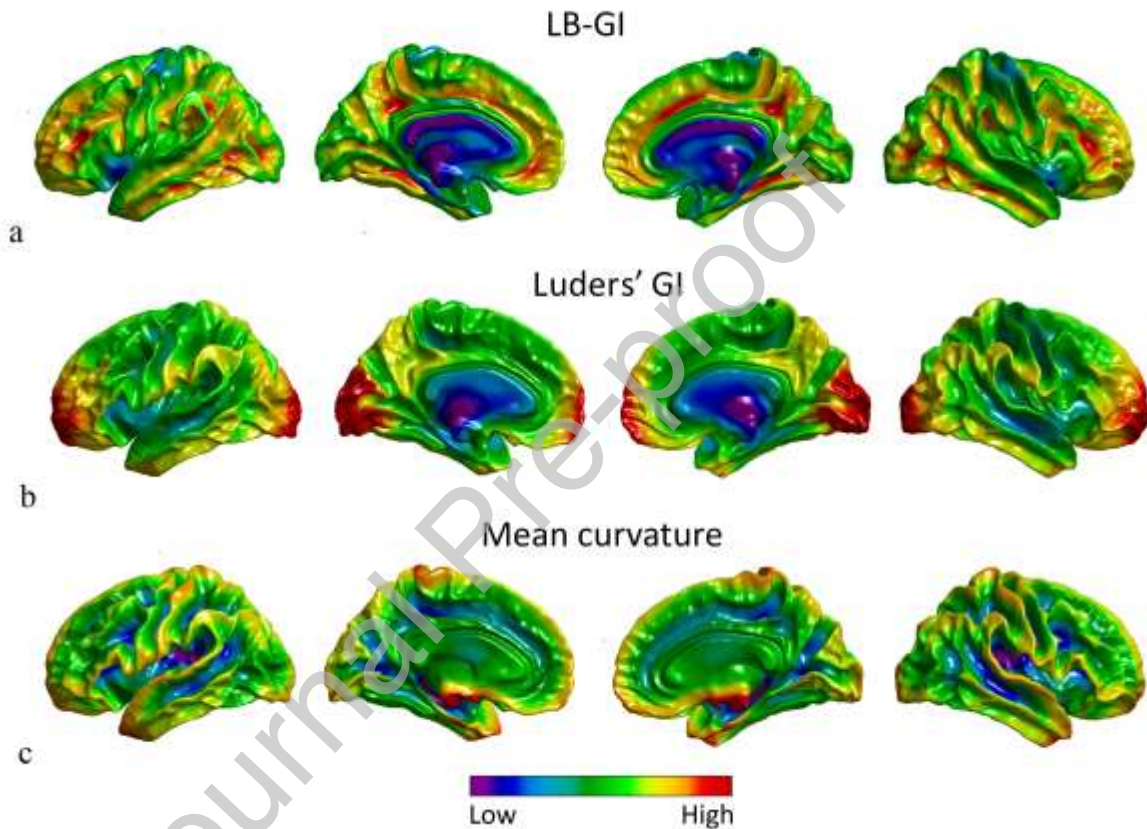 LB-GI
a
Luders' GI
b
Mean curvature
c
Low High
Journal Pre-proof